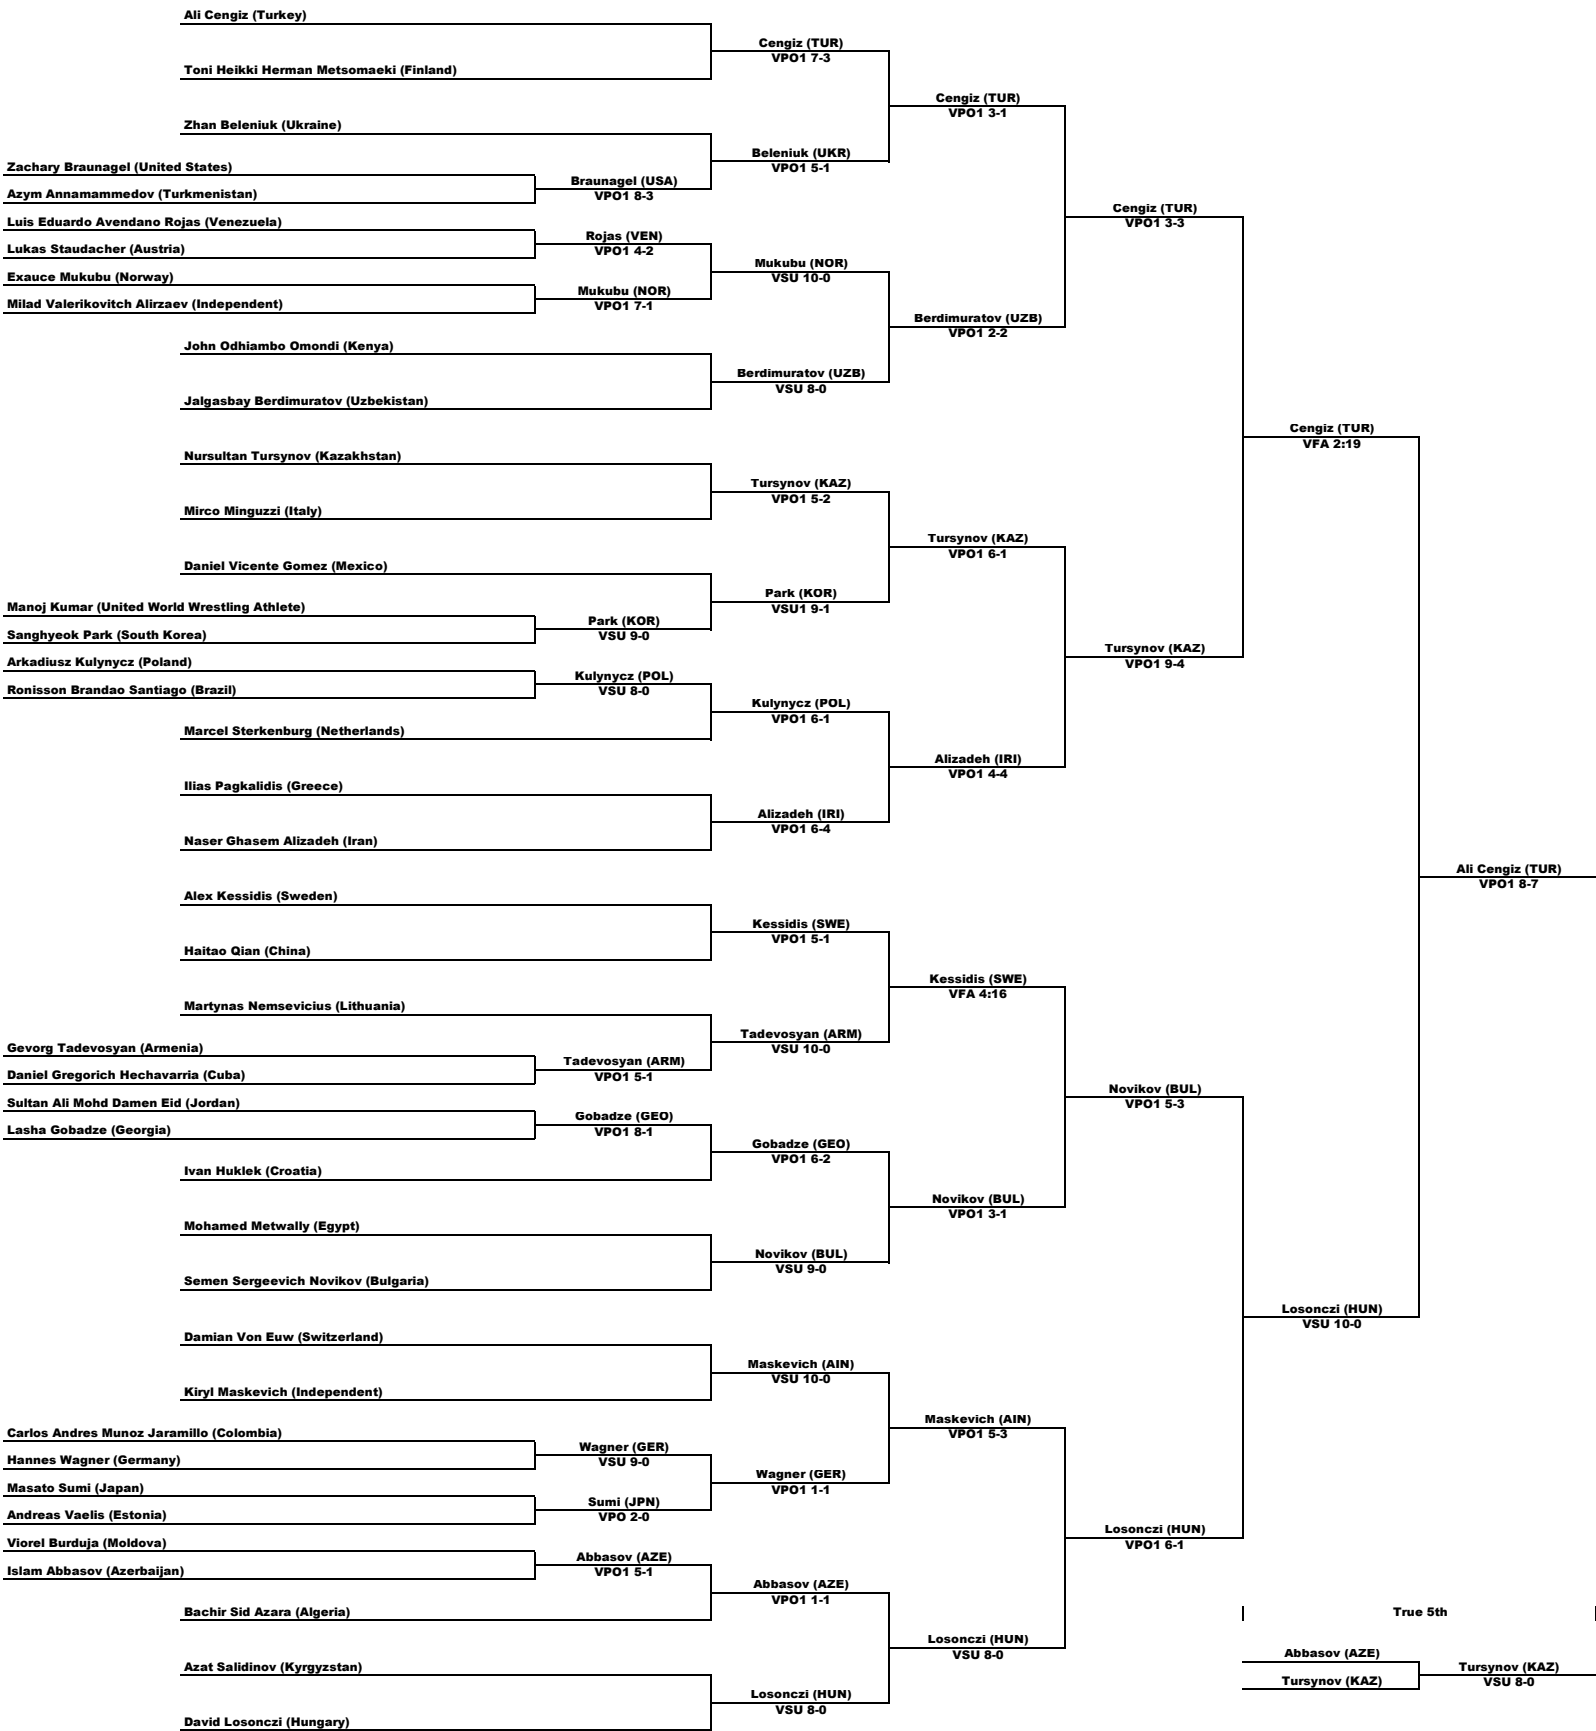 Ali Cengiz (Turkey)
Cengiz (TUR)
VPO1 7-3
Toni Heikki Herman Metsomaeki (Finland)
Cengiz (TUR)
VPO1 3-1
Zhan Beleniuk (Ukraine)
Beleniuk (UKR)
VPO1 5-1
Zachary Braunagel (United States)
Braunagel (USA)
VPO1 8-3
Azym Annamammedov (Turkmenistan)
Cengiz (TUR)
VPO1 3-3
Luis Eduardo Avendano Rojas (Venezuela)
Rojas (VEN)
VPO1 4-2
Lukas Staudacher (Austria)
Mukubu (NOR)
VSU 10-0
Exauce Mukubu (Norway)
Mukubu (NOR)
VPO1 7-1
Milad Valerikovitch Alirzaev (Independent)
Berdimuratov (UZB)
VPO1 2-2
John Odhiambo Omondi (Kenya)
Berdimuratov (UZB)
VSU 8-0
Jalgasbay Berdimuratov (Uzbekistan)
Cengiz (TUR)
VFA 2:19
Nursultan Tursynov (Kazakhstan)
Tursynov (KAZ)
VPO1 5-2
Mirco Minguzzi (Italy)
Tursynov (KAZ)
VPO1 6-1
Daniel Vicente Gomez (Mexico)
Park (KOR)
VSU1 9-1
Manoj Kumar (United World Wrestling Athlete)
Park (KOR)
VSU 9-0
Sanghyeok Park (South Korea)
Tursynov (KAZ)
VPO1 9-4
Arkadiusz Kulynycz (Poland)
Kulynycz (POL)
VSU 8-0
Ronisson Brandao Santiago (Brazil)
Kulynycz (POL)
VPO1 6-1
Marcel Sterkenburg (Netherlands)
Alizadeh (IRI)
VPO1 4-4
Ilias Pagkalidis (Greece)
Alizadeh (IRI)
VPO1 6-4
Naser Ghasem Alizadeh (Iran)
Ali Cengiz (TUR)
VPO1 8-7
Alex Kessidis (Sweden)
Kessidis (SWE)
VPO1 5-1
Haitao Qian (China)
Kessidis (SWE)
VFA 4:16
Martynas Nemsevicius (Lithuania)
Tadevosyan (ARM)
VSU 10-0
Gevorg Tadevosyan (Armenia)
Tadevosyan (ARM)
VPO1 5-1
Daniel Gregorich Hechavarria (Cuba)
Novikov (BUL)
VPO1 5-3
Sultan Ali Mohd Damen Eid (Jordan)
Gobadze (GEO)
VPO1 8-1
Lasha Gobadze (Georgia)
Gobadze (GEO)
VPO1 6-2
Ivan Huklek (Croatia)
Novikov (BUL)
VPO1 3-1
Mohamed Metwally (Egypt)
Novikov (BUL)
VSU 9-0
Semen Sergeevich Novikov (Bulgaria)
Losonczi (HUN)
VSU 10-0
Damian Von Euw (Switzerland)
Maskevich (AIN)
VSU 10-0
Kiryl Maskevich (Independent)
Maskevich (AIN)
VPO1 5-3
Carlos Andres Munoz Jaramillo (Colombia)
Wagner (GER)
VSU 9-0
Hannes Wagner (Germany)
Wagner (GER)
VPO1 1-1
Masato Sumi (Japan)
Sumi (JPN)
VPO 2-0
Andreas Vaelis (Estonia)
Losonczi (HUN)
VPO1 6-1
Viorel Burduja (Moldova)
Abbasov (AZE)
VPO1 5-1
Islam Abbasov (Azerbaijan)
Abbasov (AZE)
VPO1 1-1
Bachir Sid Azara (Algeria)
Losonczi (HUN)
VSU 8-0
Azat Salidinov (Kyrgyzstan)
Losonczi (HUN)
VSU 8-0
David Losonczi (Hungary)
True 5th
Abbasov (AZE)
Tursynov (KAZ)
VSU 8-0
Tursynov (KAZ)